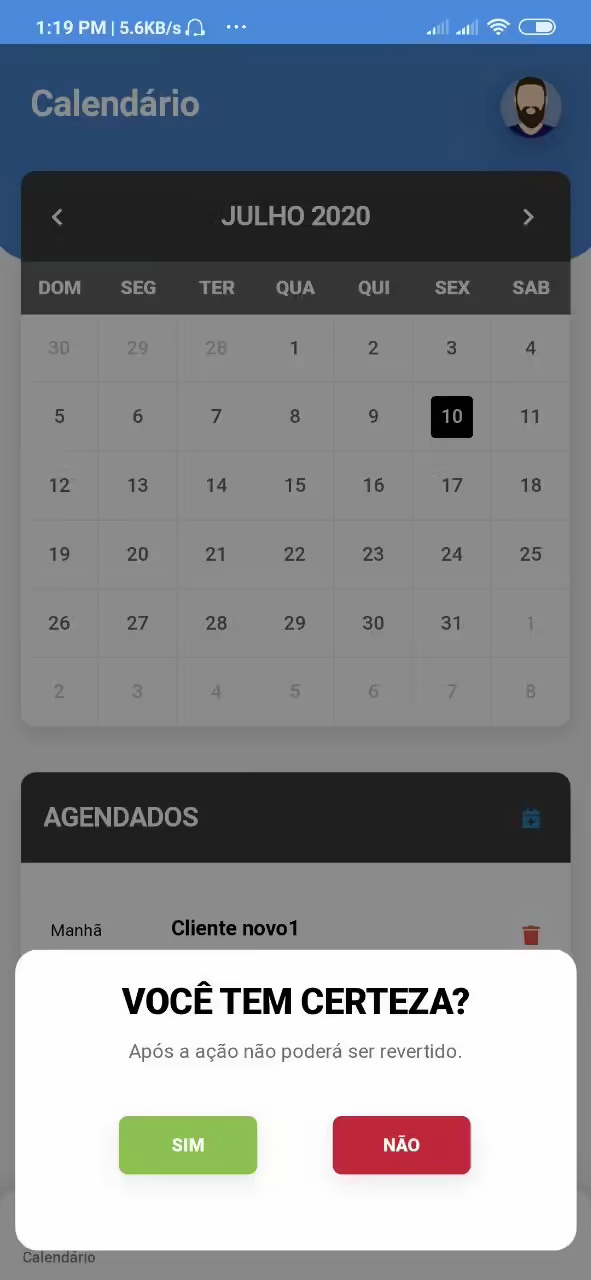 1:19 PM | 5.6KB/s
Calendário
JULHO 2020
DOM SEG TER QUA QUI SEX SAB
30 29 28 1 2 3 4
5 6 7 8 9 10 11
12 13 14 15 16 17 18
19 20 21 22 23 24 25
26 27 28 29 30 31 1
2 3 4 5 6 7 8
AGENDADOS
Manhã Cliente novo1
VOCÊ TEM CERTEZA?
Após a ação não poderá ser revertido.
SIM NÃO
Calendário